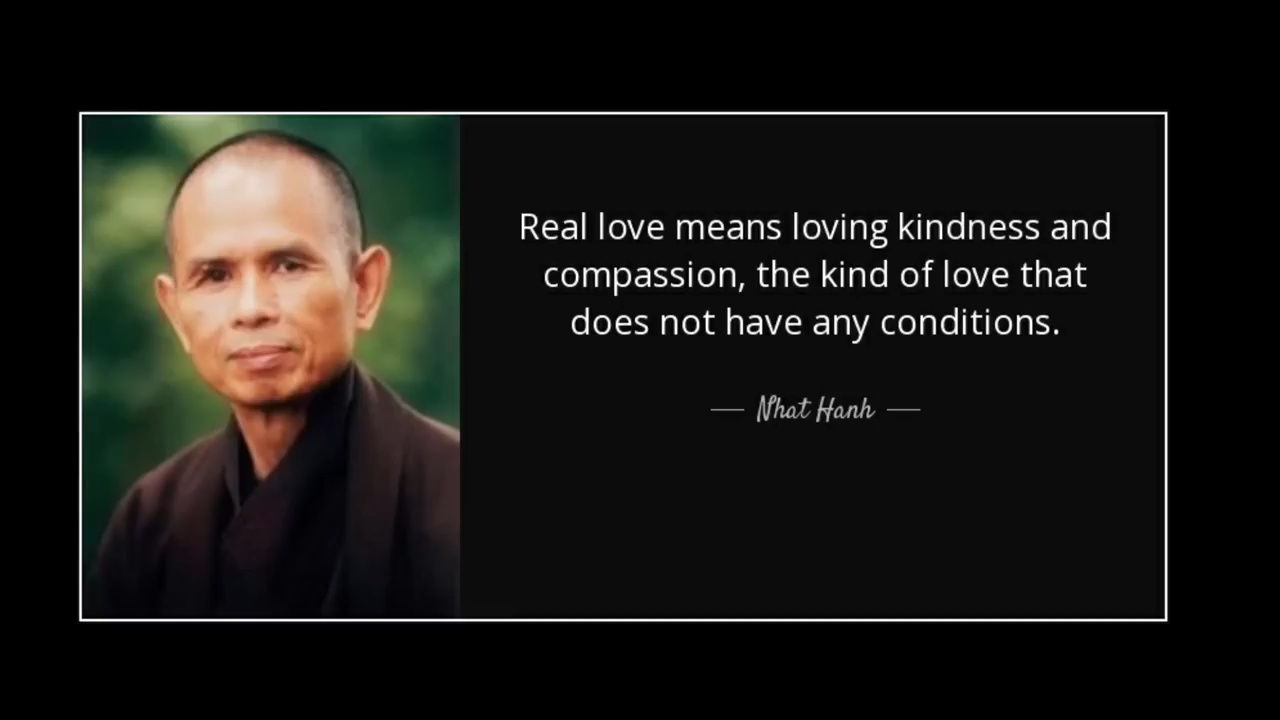 Real love means loving kindness and
compassion, the kind of love that
does not have any conditions.
Nhat Hanh